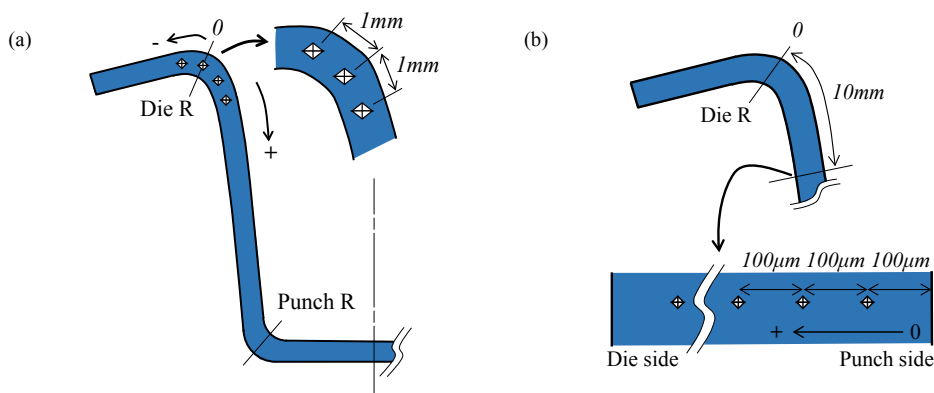 (a)
-
0
1mm
1mm
Die R
+
Punch R
(b)
0
Die R
10mm
100μm 100μm 100μm
+
0
Die side
Punch side